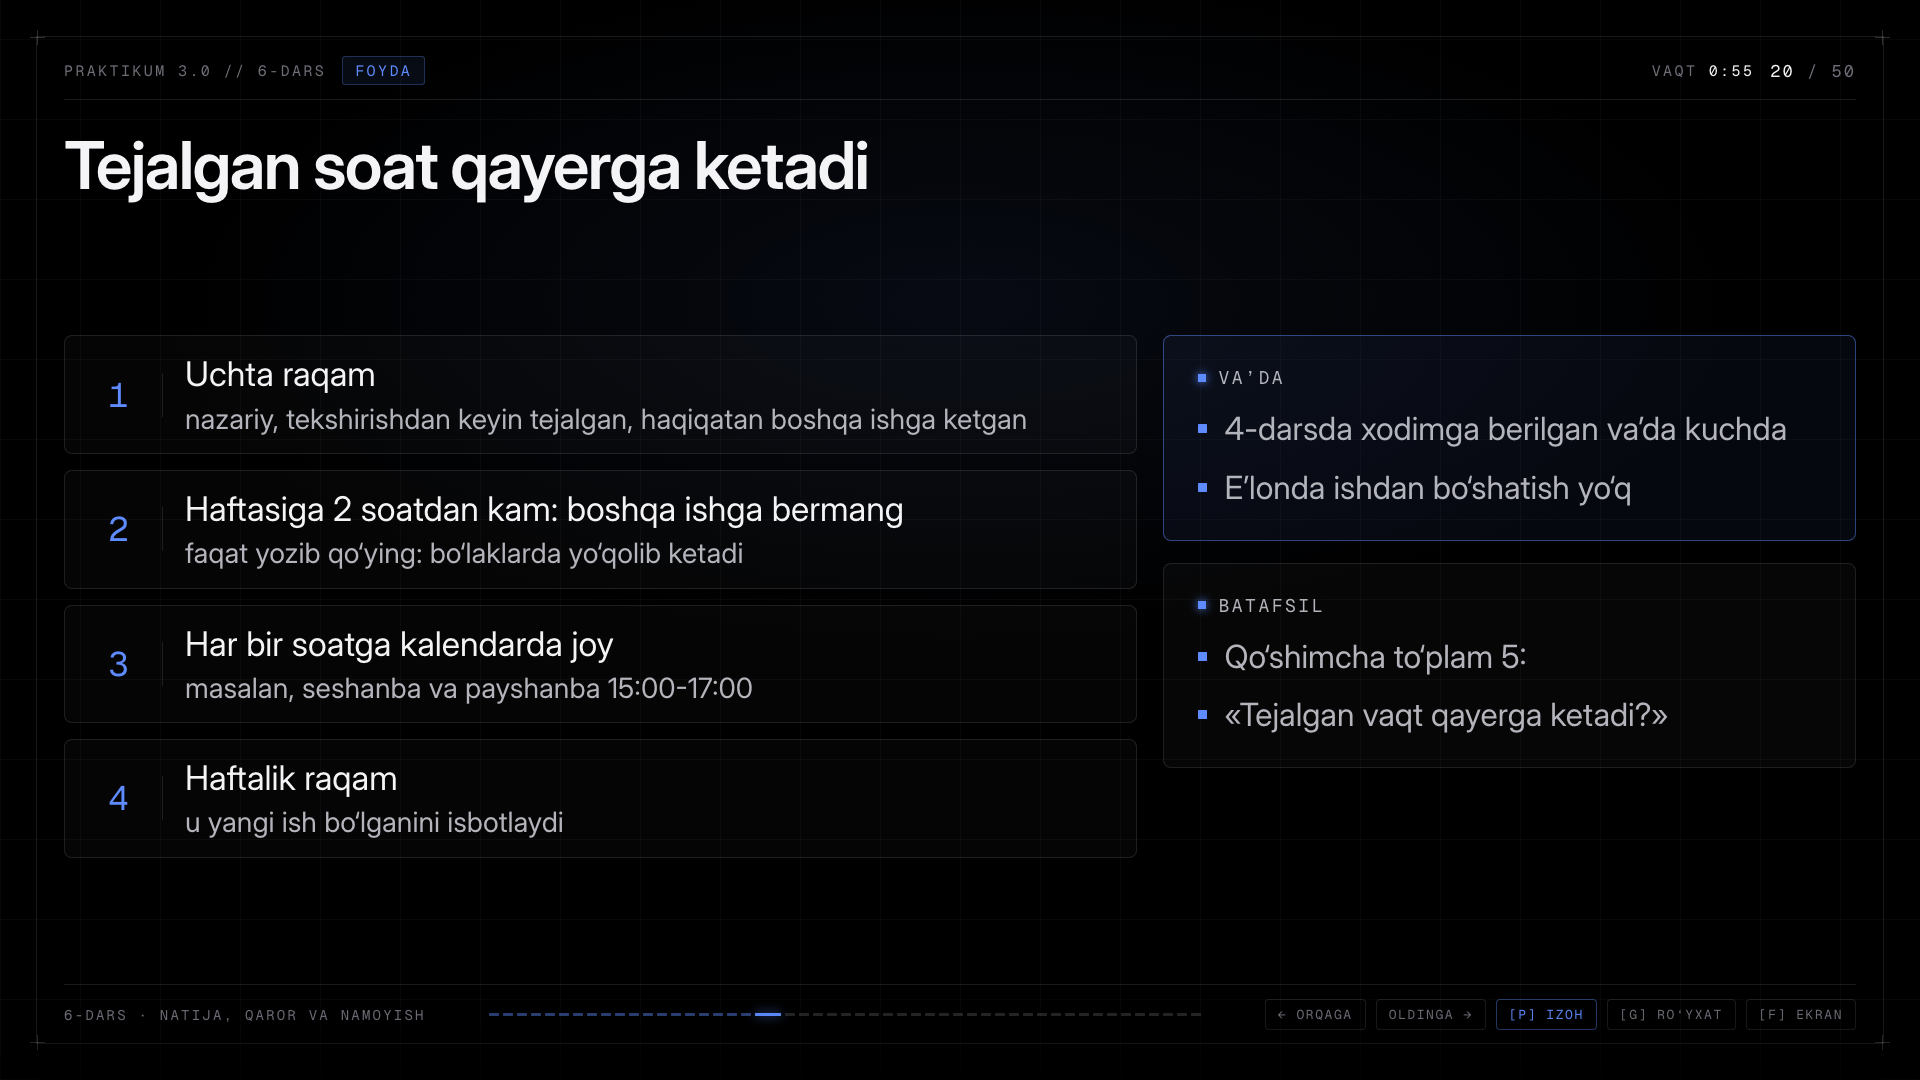 PRAKTIKUM 3.0 // 6-DARS FOYDA
VAQT 0:55 20 / 50
Tejalgan soat qayerga ketadi
1
Uchta raqam
nazariy, tekshirishdan keyin tejalgan, haqiqatan boshqa ishga ketgan
2
Haftasiga 2 soatdan kam: boshqa ishga bermang
faqat yozib qo‘ying: bo‘laklarda yo‘qolib ketadi
3
Har bir soatga kalendarda joy
masalan, seshanba va payshanba 15:00-17:00
4
Haftalik raqam
u yangi ish bo‘lganini isbotlaydi
VA’DA
4-darsda xodimga berilgan va’da kuchda
E’londa ishdan bo‘shatish yo‘q
BATAFSIL
Qo‘shimcha to‘plam 5:
«Tejalgan vaqt qayerga ketadi?»
6-DARS · NATIJA, QAROR VA NAMOYISH
← ORQAGA
OLDINGA →
[P] IZOH
[G] RO‘YXAT
[F] EKRAN